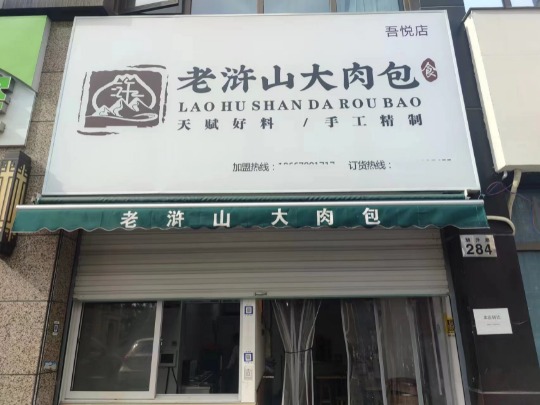 吾悦店
老浒山大肉包
食
LAO HU SHAN DA ROU BAO
天赋好料 / 手工精制
加盟热线:
订货热线:
老浒山 大肉包
284